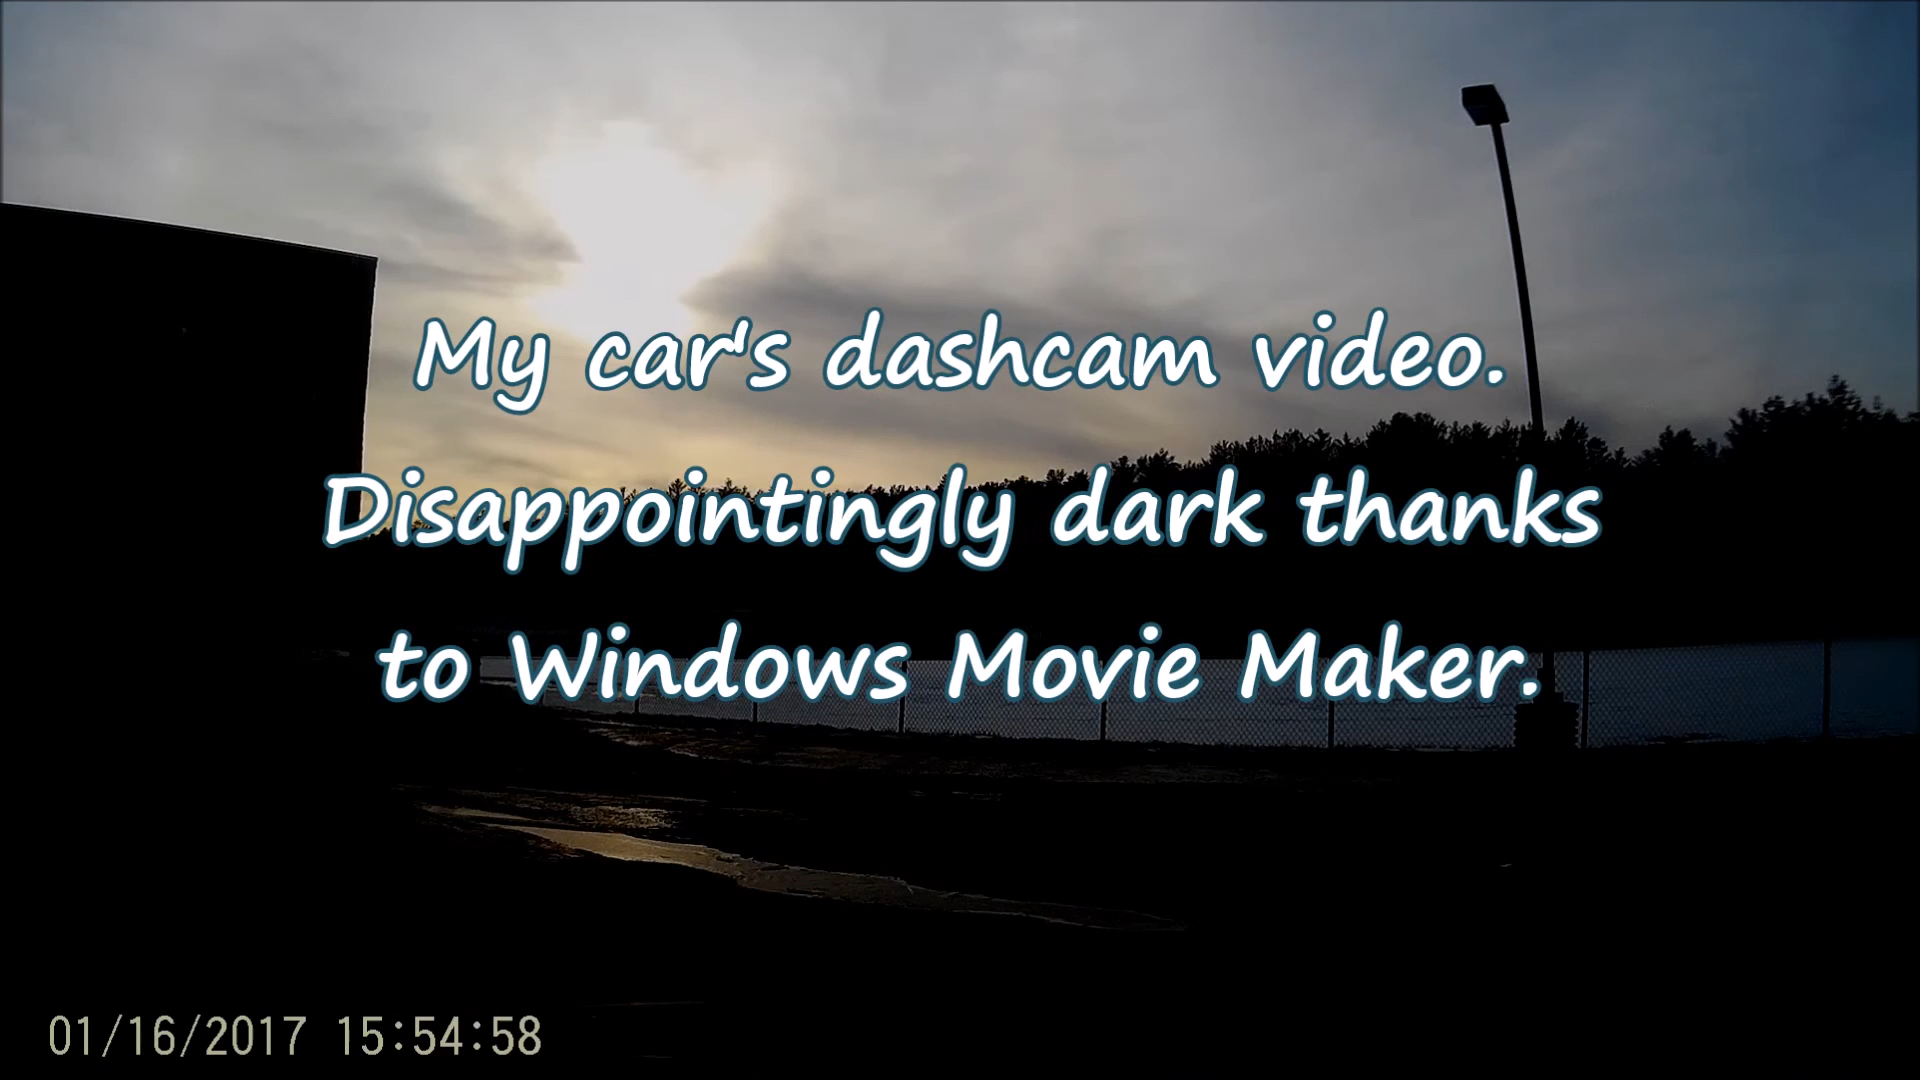 My car's dashcam video.
Disappointingly dark thanks
to Windows Movie Maker.
01/16/2017 15:54:58